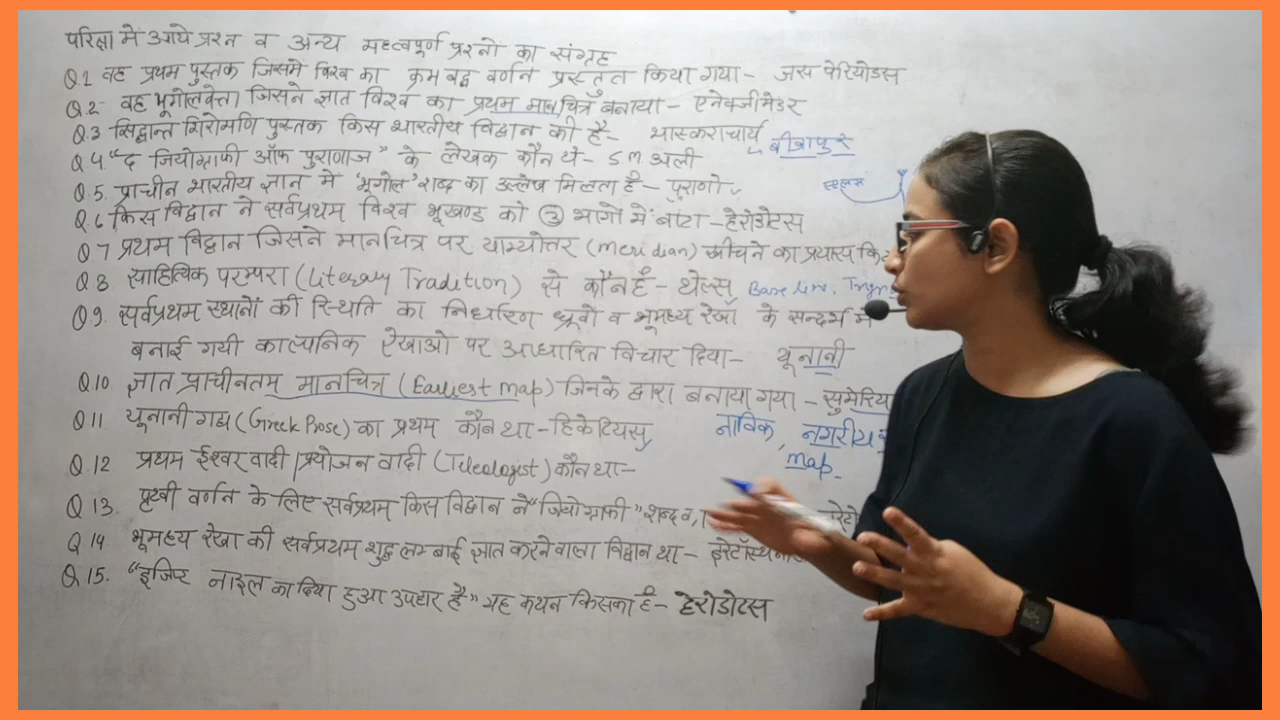 परिक्षा में आये प्रश्न व अन्य महत्वपूर्ण प्रश्नों का संग्रह
Q.1 वह प्रथम पुस्तक जिसमें विश्व का क्रम बद्ध वर्णन प्रस्तुत किया गया - जस पेरियोडस
Q.2- वह भूगोलवेत्ता जिसने ज्ञात विश्व का प्रथम मानचित्र बनाया - एनेक्जीमेंडर
Q.3 सिद्धान्त शिरोमणि पुस्तक किस भारतीय विद्वान की है - भास्कराचार्य बीजापुर
Q.4 "द जियोग्राफी ऑफ पुराणाज" के लेखक कौन थे - S M अली
Q.5. प्राचीन भारतीय ज्ञान में 'भूगोल' शब्द का उल्लेख मिलता है - पुराणों
Q.6 किस विद्वान ने सर्वप्रथम विश्व भूखण्ड को 3 भागों में बांटा - हेरोडोटस
Q 7 प्रथम विद्वान जिसने मानचित्र पर याम्योत्तर (Meridian) खींचने का प्रयास
Q 8. साहित्यिक परम्परा (Literary Tradition) से कौन है - थेल्स Base line,
Q 9. सर्वप्रथम स्थानों की स्थिति का निर्धारण ध्रुवों व भूमध्य रेखा के सन्दर्भ में
बनाई गयी काल्पनिक रेखाओ पर आधारित विचार दिया - यूनानी
Q.10 ज्ञात प्राचीनतम मानचित्र (Earliest Map) जिनके द्वारा बनाया गया -
Q.11 यूनानी गद्य (Greek Prose) का प्रथम कौन था - हिकेटियस नाविक, नगरीय
map.
Q.12. प्रथम ईश्वर वादी/प्रयोजन वादी (Teleologist) कौन था -
Q.13. पृथ्वी वर्णन के लिए सर्वप्रथम किस विद्वान ने "जियोग्राफी" शब्द
Q.14 भूमध्य रेखा की सर्वप्रथम शुद्ध लम्बाई ज्ञात करने वाला विद्वान था -
Q.15. "इजिप्ट नाइल का दिया हुआ उपहार है" यह कथन किसका है - हेरोडोटस